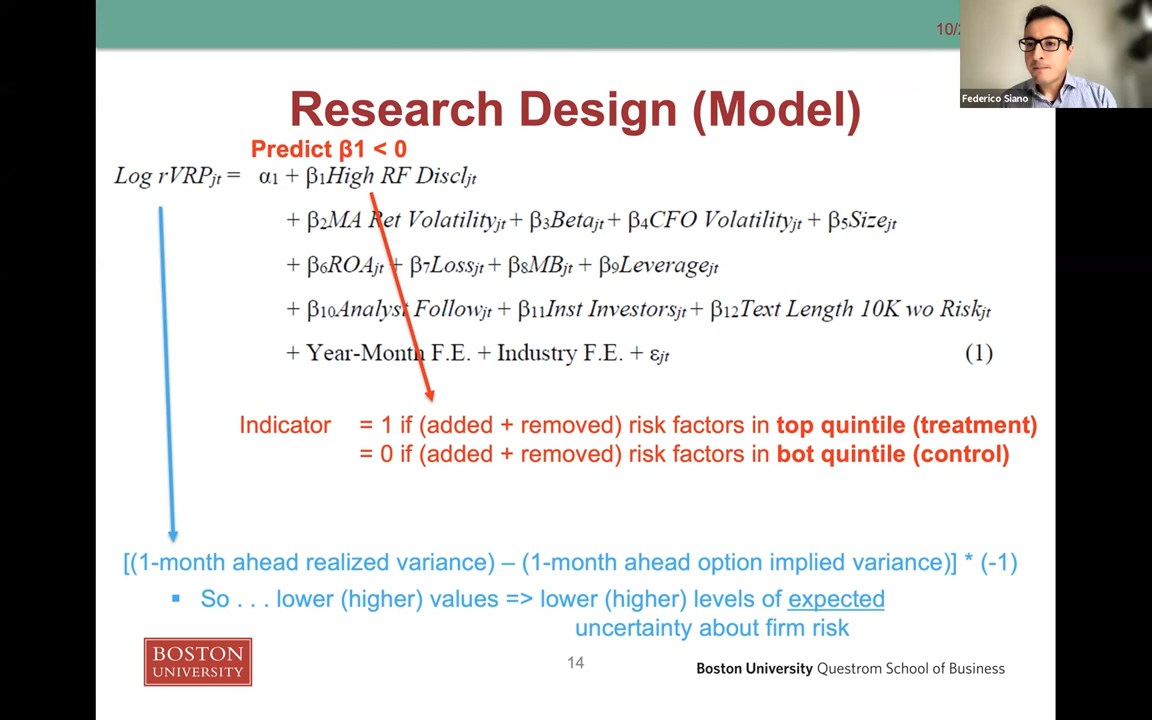 10/2
Federico Siano
Research Design (Model)
Predict β1 < 0
Log rVRPjt = α1 + β1High RF Discljt
+ β2MA Ret Volatilityjt + β3Betajt + β4CFO Volatilityjt + β5Sizejt
+ β6ROAjt + β7Lossjt + β8MBjt + β9Leveragejt
+ β10Analyst Followjt + β11Inst Investorsjt + β12Text Length 10K wo Riskjt
+ Year-Month F.E. + Industry F.E. + εjt (1)
Indicator = 1 if (added + removed) risk factors in top quintile (treatment)
= 0 if (added + removed) risk factors in bot quintile (control)
[(1-month ahead realized variance) – (1-month ahead option implied variance)] * (-1)
▪ So . . . lower (higher) values => lower (higher) levels of expected
uncertainty about firm risk
BOSTON
UNIVERSITY
14
Boston University Questrom School of Business